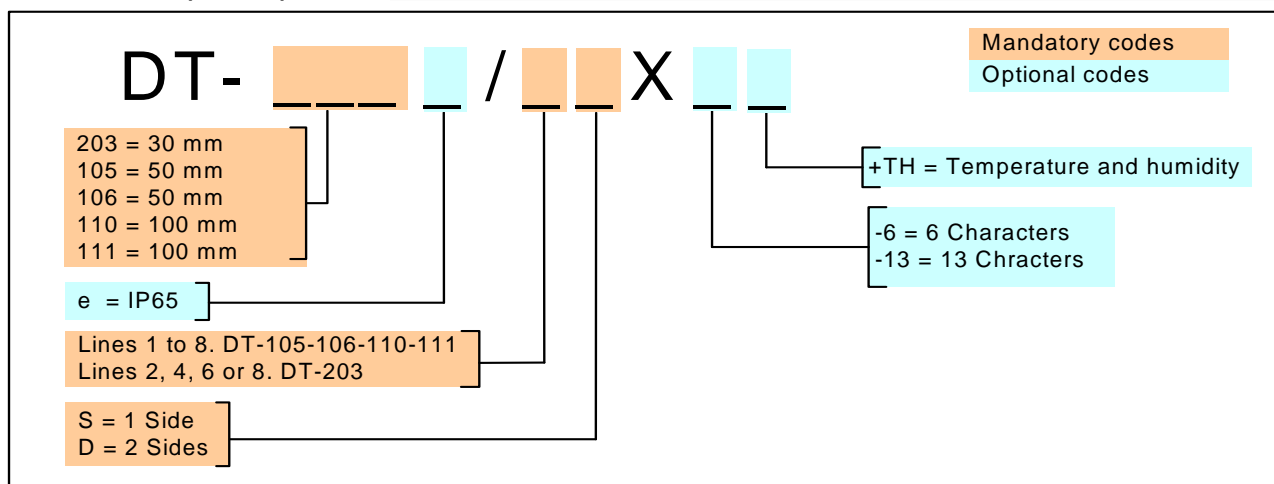 DT- ___ _ / _ _ X _ _
Mandatory codes
Optional codes
203 = 30 mm
105 = 50 mm
106 = 50 mm
110 = 100 mm
111 = 100 mm
+TH = Temperature and humidity
-6 = 6 Characters
-13 = 13 Chracters
e = IP65
Lines 1 to 8. DT-105-106-110-111
Lines 2, 4, 6 or 8. DT-203
S = 1 Side
D = 2 Sides